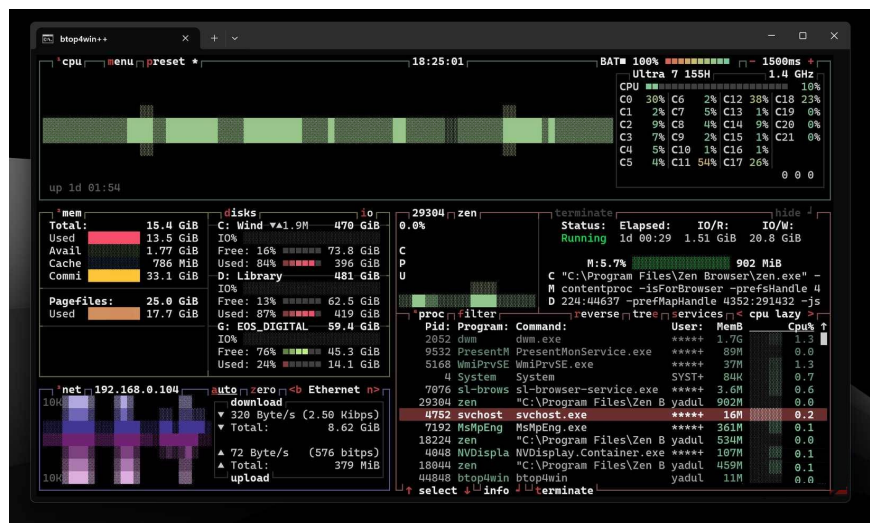 btop4win++
¹cpu menu preset * 18:25:01 BAT■ 100% - 1500ms +
Ultra 7 155H 1.4 GHz
CPU 10%
C0 30% C6 2% C12 38% C18 23%
C1 2% C7 5% C13 1% C19 0%
C2 9% C8 4% C14 9% C20 0%
C3 7% C9 2% C15 1% C21 0%
C4 5% C10 1% C16 1%
C5 4% C11 54% C17 26%
0 0 0
up 1d 01:54
²mem
Total: 15.4 GiB
Used 13.5 GiB
Avail 1.77 GiB
Cache 786 MiB
Commi 33.1 GiB
Pagefiles: 25.0 GiB
Used 17.7 GiB
disks io
C: Wind ▼▲1.9M 470 GiB
IO%
Free: 16% 73.8 GiB
Used: 84% 396 GiB
D: Library 481 GiB
IO%
Free: 13% 62.5 GiB
Used: 87% 418 GiB
G: EOS_DIGITAL 59.4 GiB
IO%
Free: 76% 45.3 GiB
Used: 24% 14.1 GiB
³net 192.168.0.104 auto zero <b Ethernet n>
10K
10K
download
▼ 320 Byte/s (2.50 Kibps)
▼ Total: 8.62 GiB
▲ 72 Byte/s (576 bitps)
▲ Total: 379 MiB
upload
29304 zen terminate hide ┘
0.0%
CPU
Status: Elapsed: IO/R: IO/W:
Running 1d 00:29 1.51 GiB 20.8 GiB
M:5.7% 902 MiB
C "C:\Program Files\Zen Browser\zen.exe" -
M contentproc -isForBrowser -prefsHandle 4
D 224:44637 -prefMapHandle 4352:291432 -js
⁴proc filter reverse tree services < cpu lazy >
Pid: Program: Command: User: MemB Cpu% ↑
2052 dwm dwm.exe ****+ 1.7G 1.3
9532 PresentM PresentMonService.exe ****+ 89M 0.0
5168 WmiPrvSE WmiPrvSE.exe ****+ 37M 1.3
4 System System SYST+ 84K 0.7
7076 sl-brows sl-browser-service.exe ****+ 3.6M 0.6
29304 zen "C:\Program Files\Zen B yadul 902M 0.0
4752 svchost svchost.exe ****+ 16M 0.2
7192 MsMpEng MsMpEng.exe ****+ 361M 0.1
18224 zen "C:\Program Files\Zen B yadul 534M 0.0
4048 NVDispla NVDisplay.Container.exe ****+ 107M 0.1
18044 zen "C:\Program Files\Zen B yadul 459M 0.1
44848 btop4win btop4win yadul 11M 0.0
↑ select ↓ info ┘ terminate